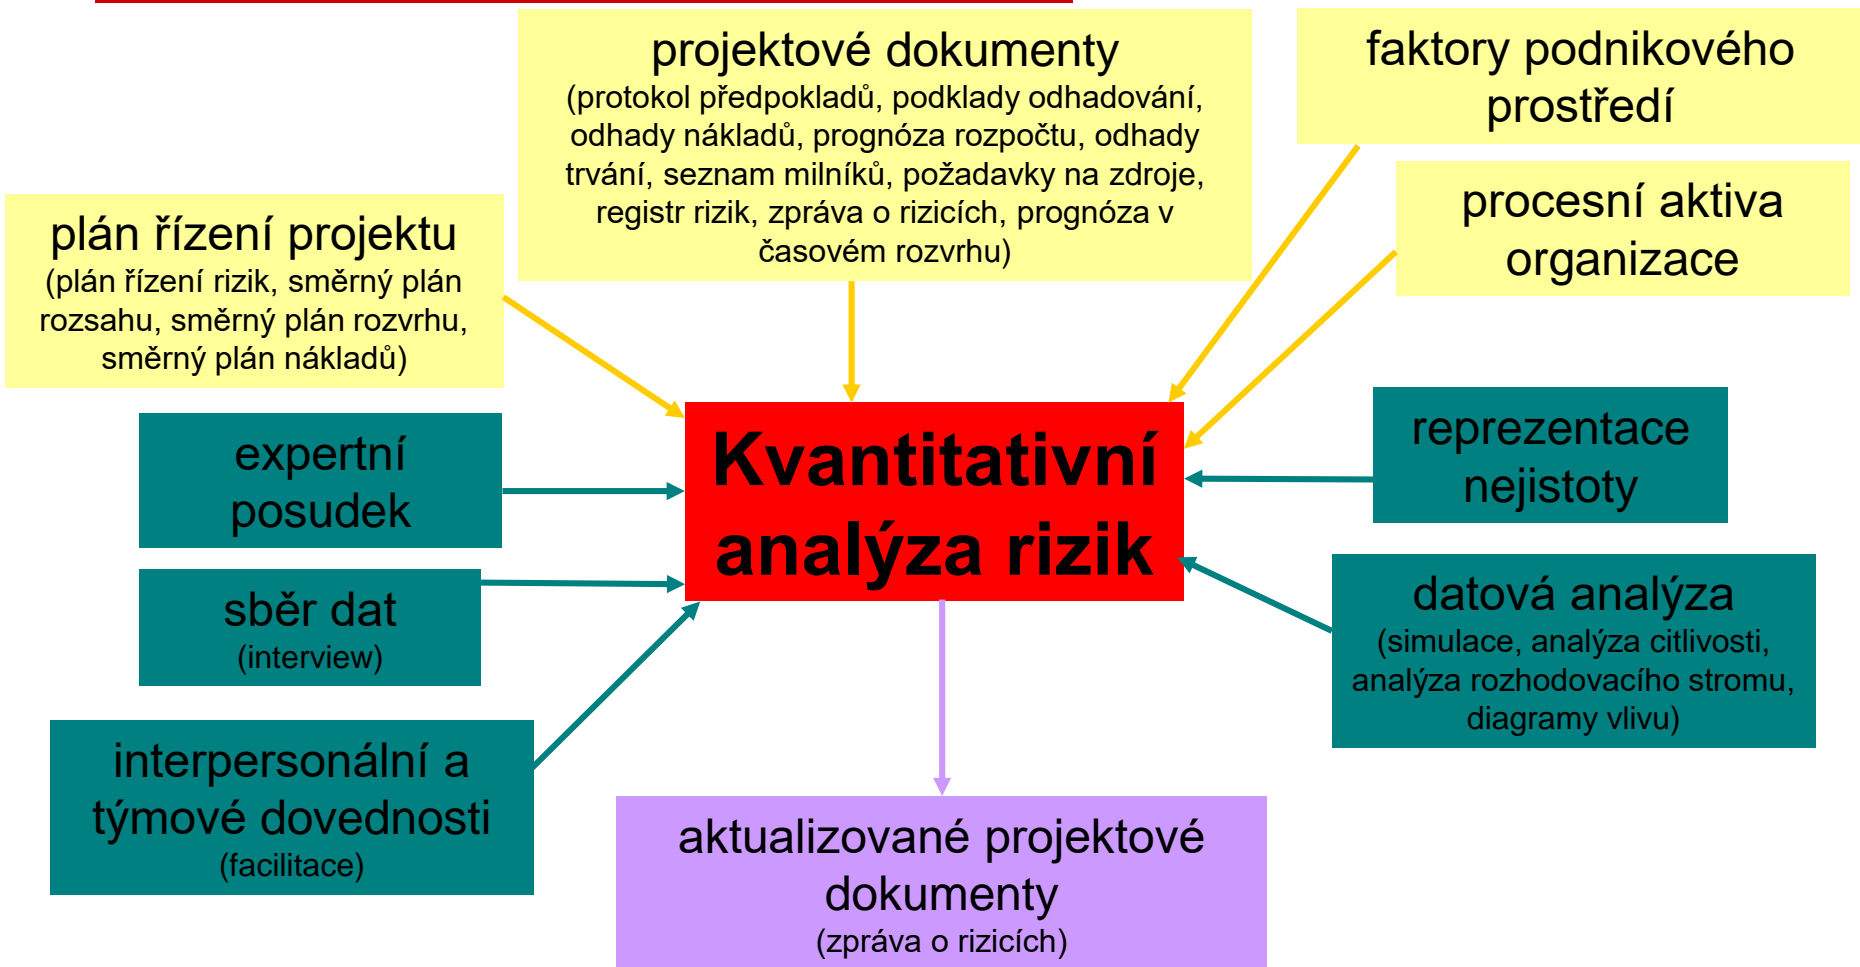 projektové dokumenty
(protokol předpokladů, podklady odhadování,
odhady nákladů, prognóza rozpočtu, odhady
trvání, seznam milníků, požadavky na zdroje,
registr rizik, zpráva o rizicích, prognóza v
časovém rozvrhu)
faktory podnikového
prostředí
procesní aktiva
organizace
plán řízení projektu
(plán řízení rizik, směrný plán
rozsahu, směrný plán rozvrhu,
směrný plán nákladů)
expertní
posudek
Kvantitativní
analýza rizik
reprezentace
nejistoty
sběr dat
(interview)
datová analýza
(simulace, analýza citlivosti,
analýza rozhodovacího stromu,
diagramy vlivu)
interpersonální a
týmové dovednosti
(facilitace)
aktualizované projektové
dokumenty
(zpráva o rizicích)